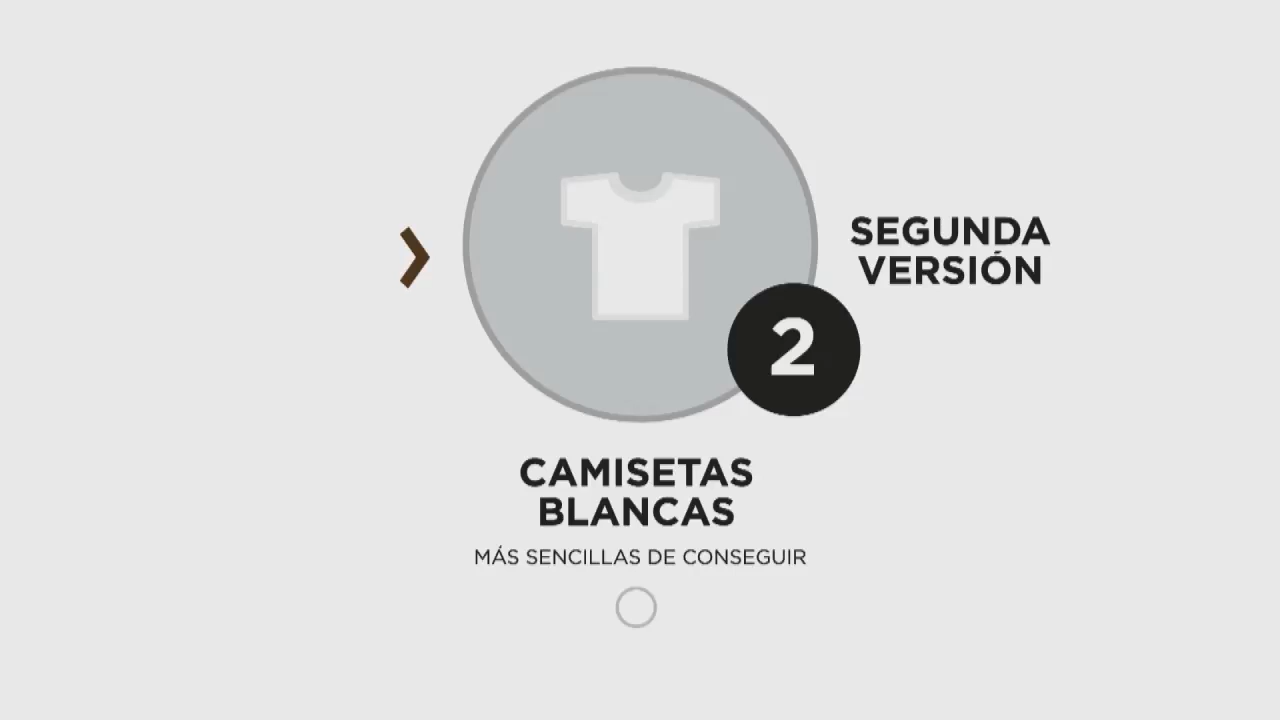 SEGUNDA
VERSIÓN
2
CAMISETAS
BLANCAS
MÁS SENCILLAS DE CONSEGUIR